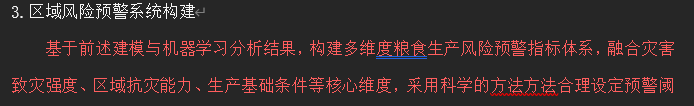 3.区域风险预警系统构建
基于前述建模与机器学习分析结果，构建多维度粮食生产风险预警指标体系，融合灾害
致灾强度、区域抗灾能力、生产基础条件等核心维度，采用科学的方法方法合理设定预警阈